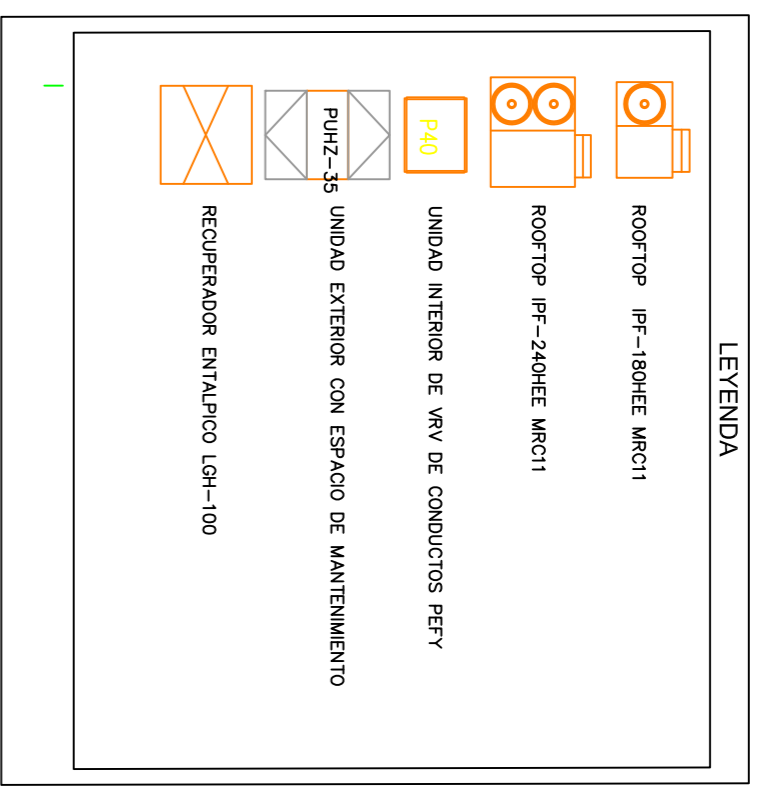 LEYENDA
ROOFTOP IPF-180HEE MRC11
ROOFTOP IPF-240HEE MRC11
P40
UNIDAD INTERIOR DE VRV DE CONDUCTOS PEFY
PUHZ-35
UNIDAD EXTERIOR CON ESPACIO DE MANTENIMIENTO
RECUPERADOR ENTALPICO LGH-100